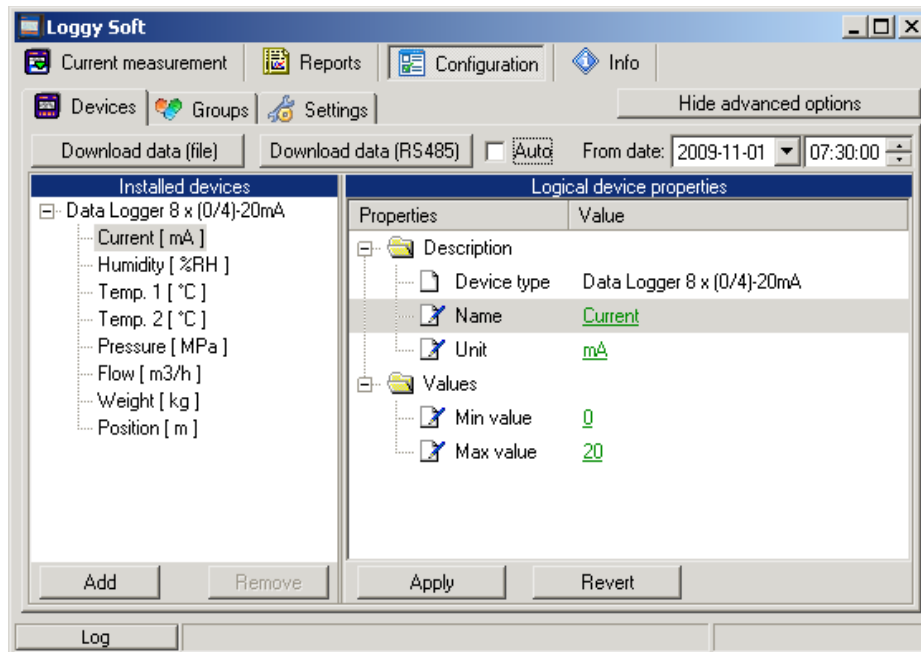 Loggy Soft
Current measurement Reports Configuration Info
Devices Groups Settings Hide advanced options
Download data (file) Download data (RS485) Auto From date: 2009-11-01 07:30:00
Installed devices
Data Logger 8 x (0/4)-20mA
Current [ mA ]
Humidity [ %RH ]
Temp. 1 [ °C ]
Temp. 2 [ °C ]
Pressure [ MPa ]
Flow [ m3/h ]
Weight [ kg ]
Position [ m ]
Add Remove
Logical device properties
Properties Value
Description
Device type Data Logger 8 x (0/4)-20mA
Name Current
Unit mA
Values
Min value 0
Max value 20
Apply Revert
Log